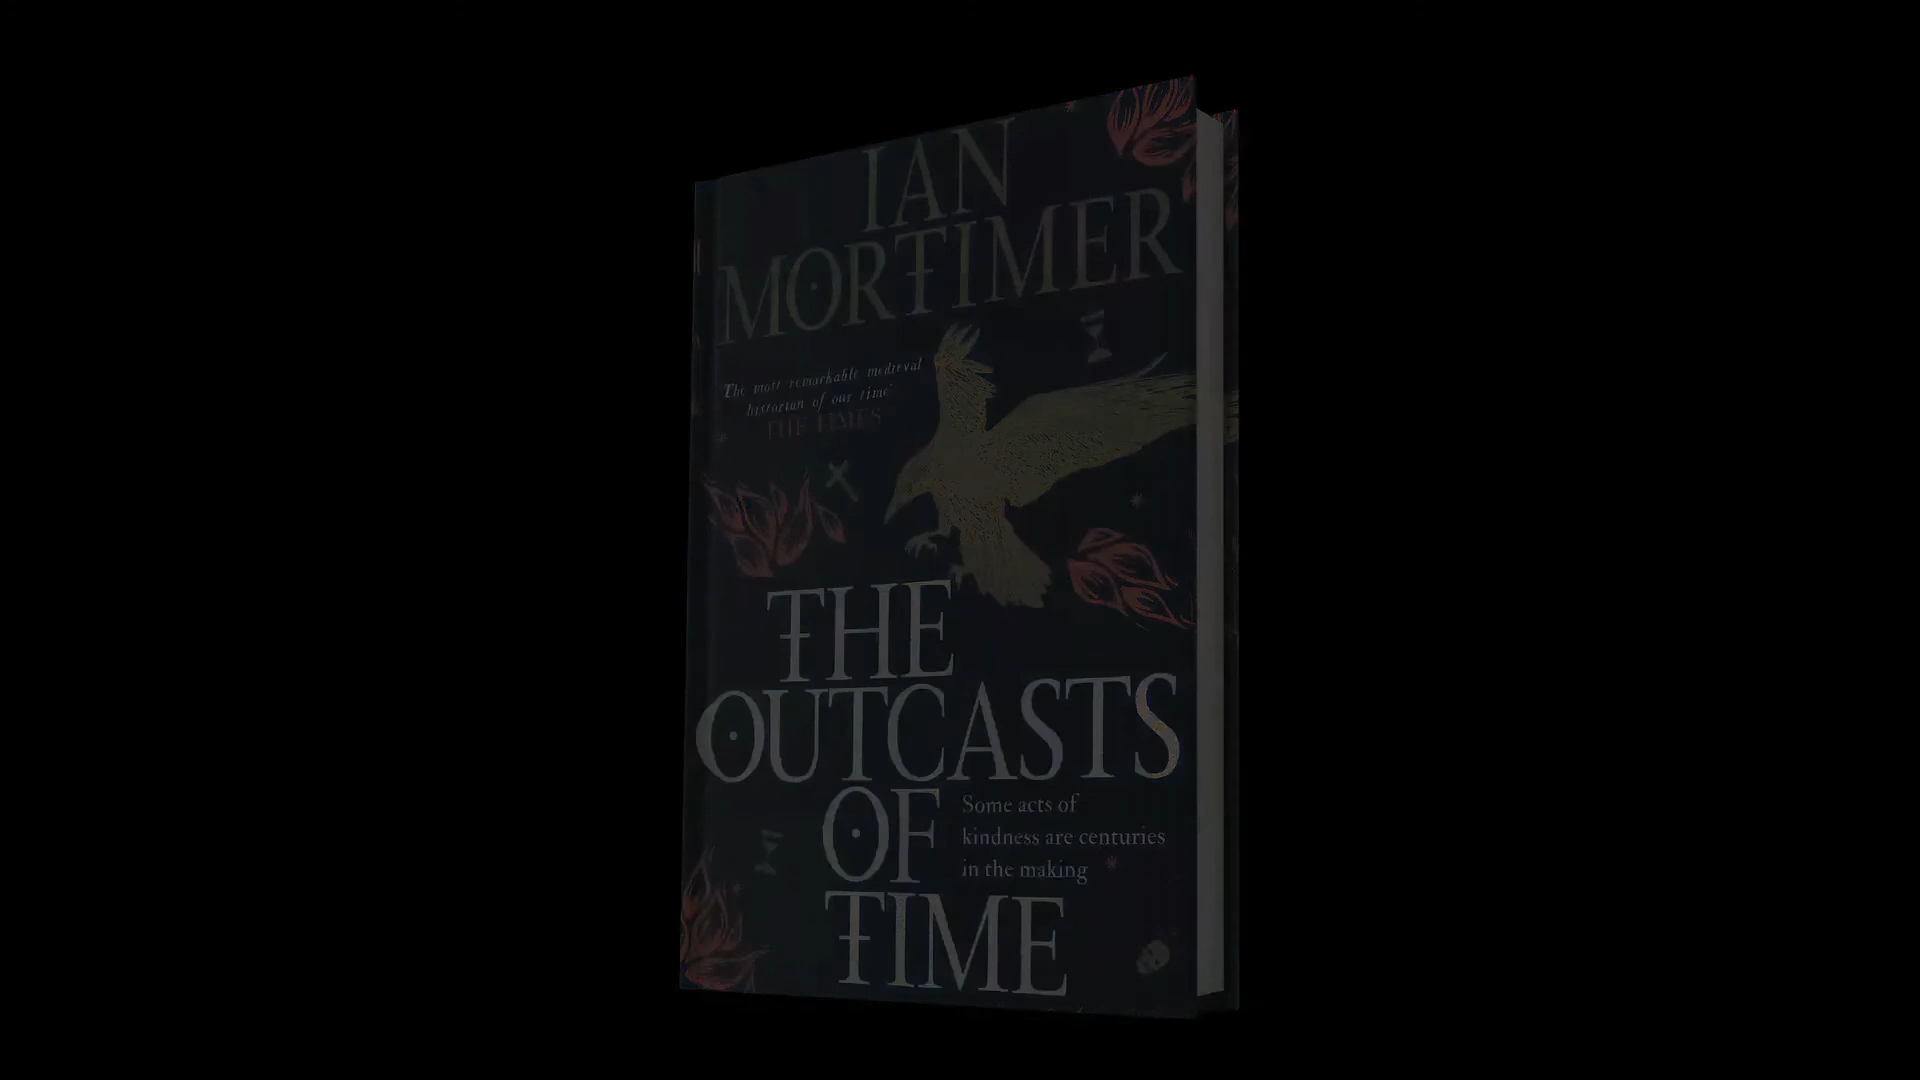 IAN
MORTIMER
'The most remarkable medieval
historian of our time'
THE TIMES
THE
OUTCASTS
OF
Some acts of
kindness are centuries
in the making
TIME